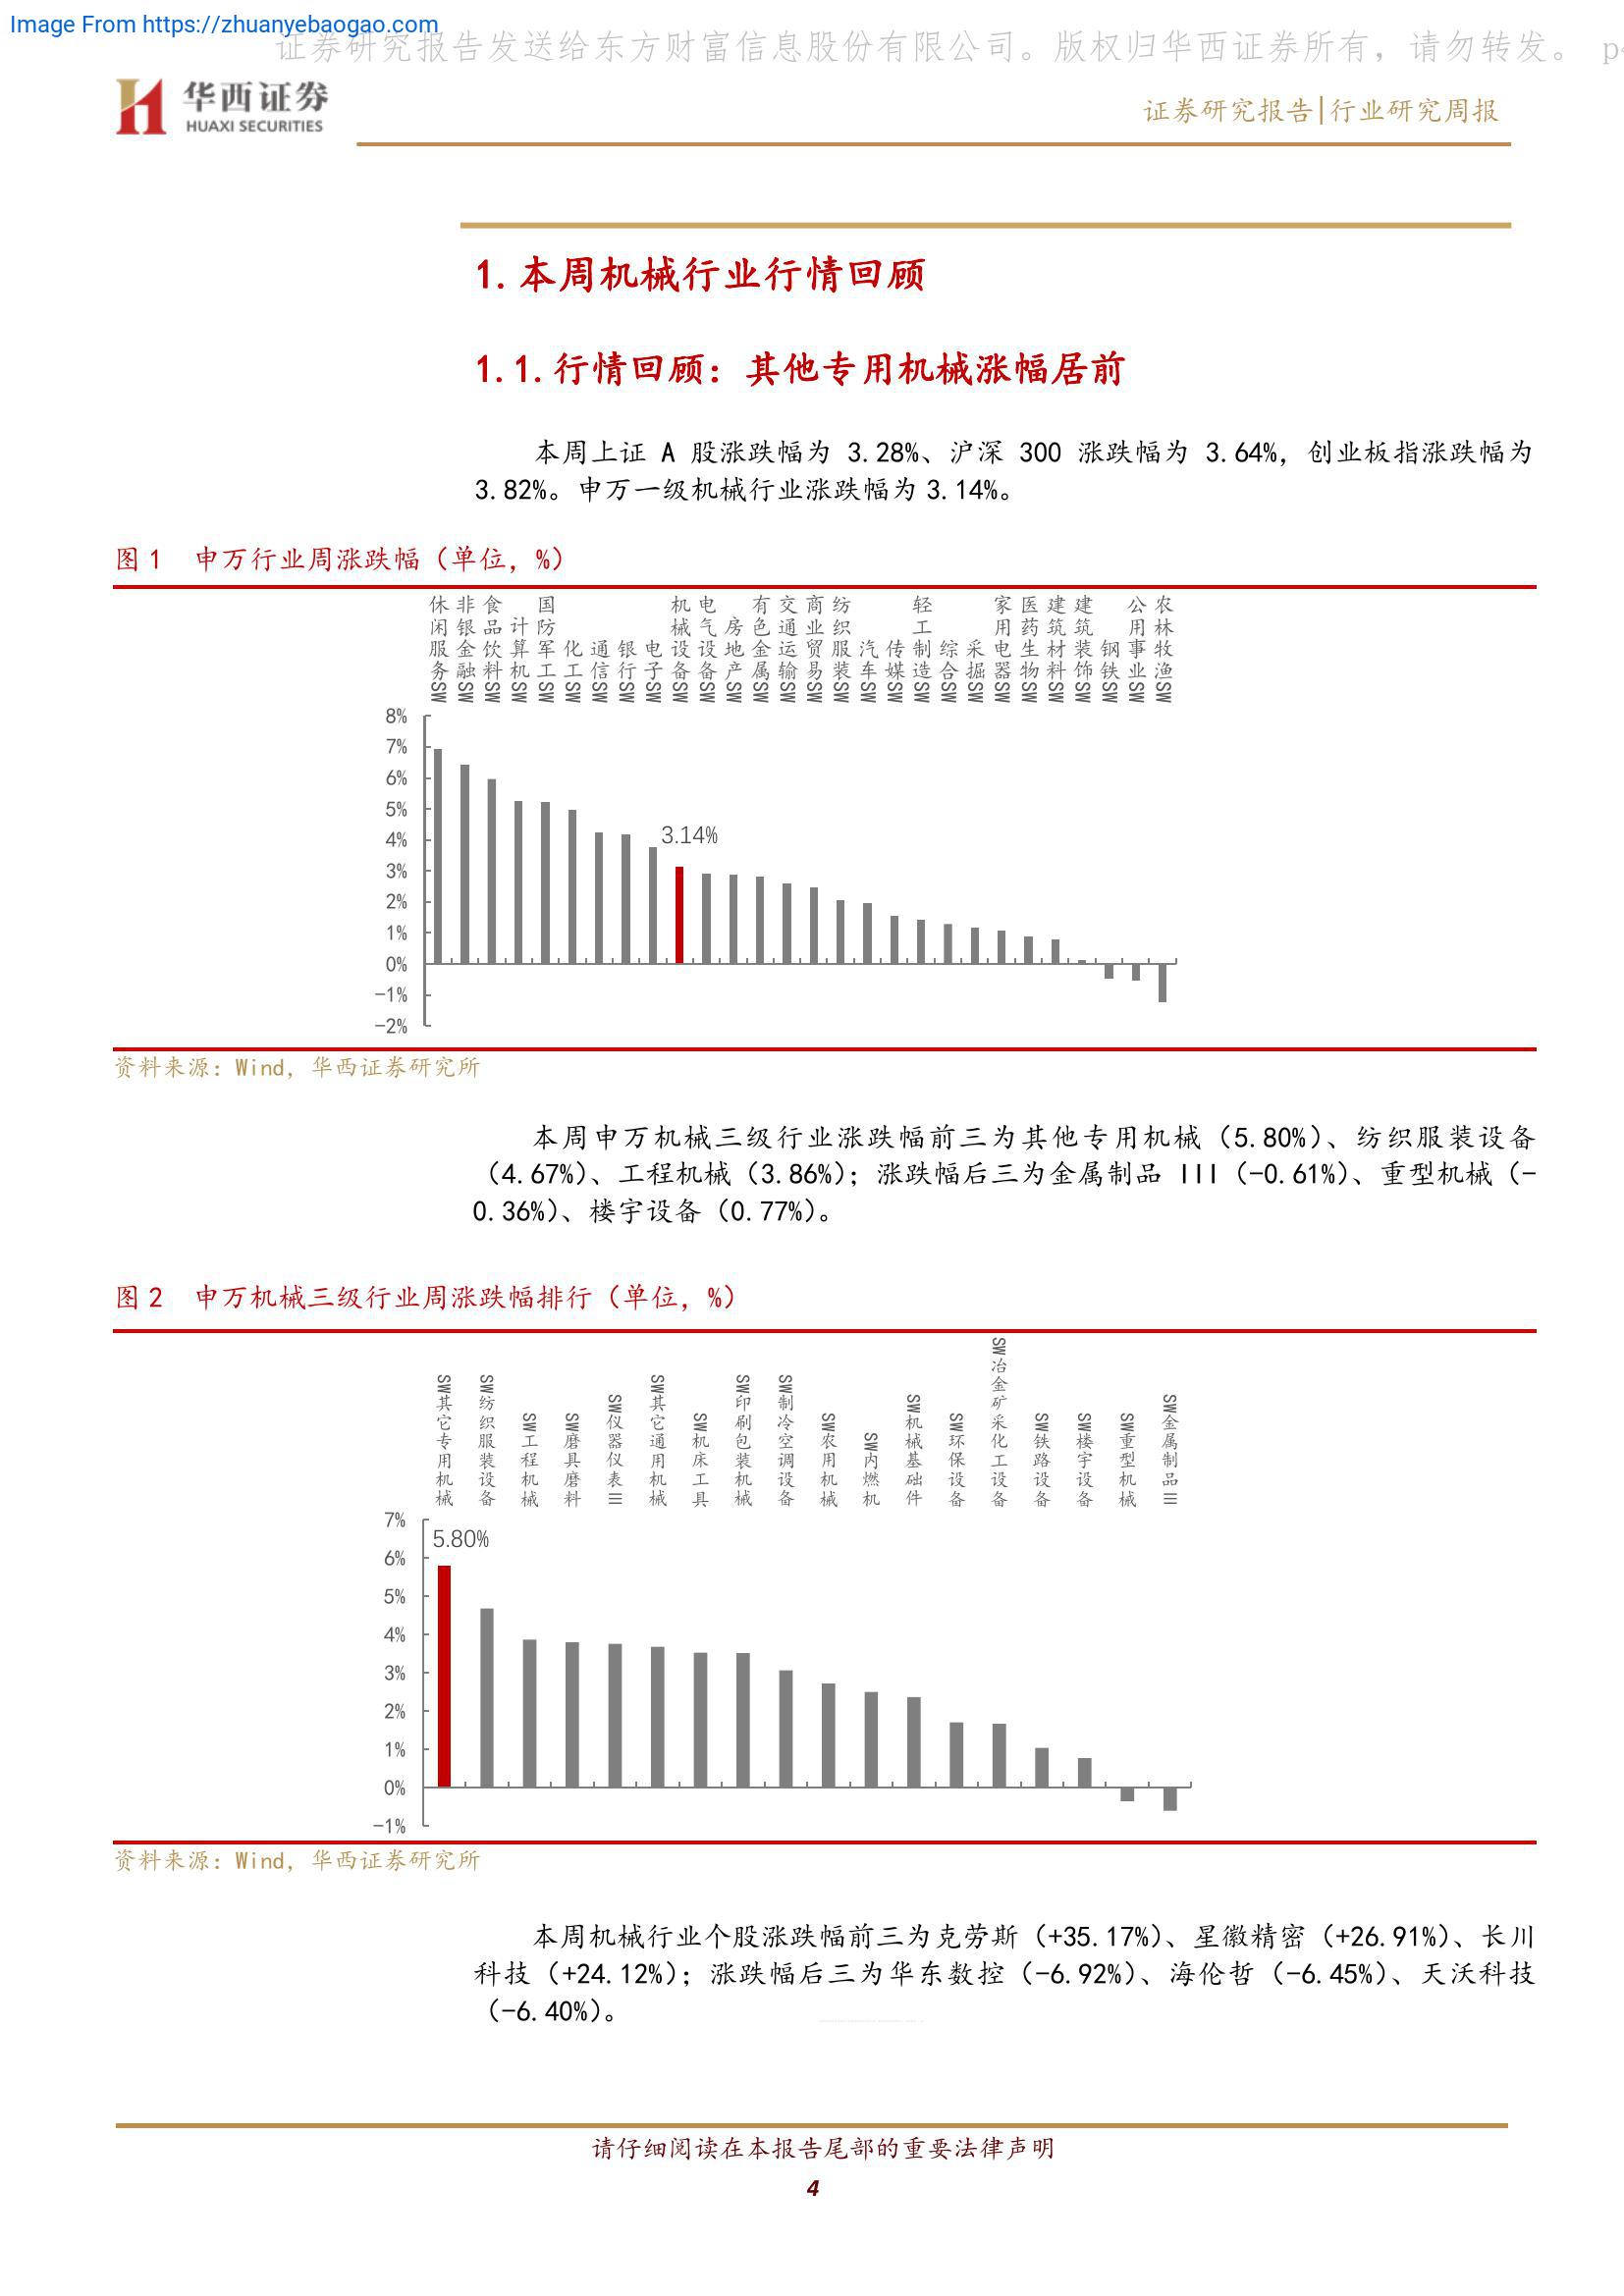 Image From https://zhuanyebaogao.com
证券研究报告发送给东方财富信息股份有限公司。版权归华西证券所有，请勿转发。 p4
华西证券
HUAXI SECURITIES
证券研究报告|行业研究周报
1.本周机械行业行情回顾
1.1.行情回顾：其他专用机械涨幅居前
本周上证 A 股涨跌幅为 3.28%、沪深 300 涨跌幅为 3.64%，创业板指涨跌幅为
3.82%。申万一级机械行业涨跌幅为 3.14%。
图 1 申万行业周涨跌幅（单位，%）
休闲服务SW
非银金融SW
食品饮料SW
计算机SW
国防军工SW
化工SW
通信SW
银行SW
电子SW
机械设备SW
电气设备SW
房地产SW
有色金属SW
交通运输SW
商业贸易SW
纺织服装SW
汽车SW
传媒SW
轻工制造SW
综合SW
采掘SW
家用电器SW
医药生物SW
建筑材料SW
建筑装饰SW
钢铁SW
公用事业SW
农林牧渔SW
8%
7%
6%
5%
4%
3%
2%
1%
0%
-1%
-2%
3.14%
资料来源：Wind，华西证券研究所
本周申万机械三级行业涨跌幅前三为其他专用机械（5.80%）、纺织服装设备
（4.67%）、工程机械（3.86%）；涨跌幅后三为金属制品 III（-0.61%）、重型机械（-
0.36%）、楼宇设备（0.77%）。
图 2 申万机械三级行业周涨跌幅排行（单位，%）
SW其它专用机械
SW纺织服装设备
SW工程机械
SW磨具磨料
SW仪器仪表III
SW其它通用机械
SW机床工具
SW印刷包装机械
SW制冷空调设备
SW农用机械
SW内燃机
SW机械基础件
SW环保设备
SW冶金矿采化工设备
SW铁路设备
SW楼宇设备
SW重型机械
SW金属制品III
7%
6%
5%
4%
3%
2%
1%
0%
-1%
5.80%
资料来源：Wind，华西证券研究所
本周机械行业个股涨跌幅前三为克劳斯（+35.17%）、星徽精密（+26.91%）、长川
科技（+24.12%）；涨跌幅后三为华东数控（-6.92%）、海伦哲（-6.45%）、天沃科技
（-6.40%）。
请仔细阅读在本报告尾部的重要法律声明
4